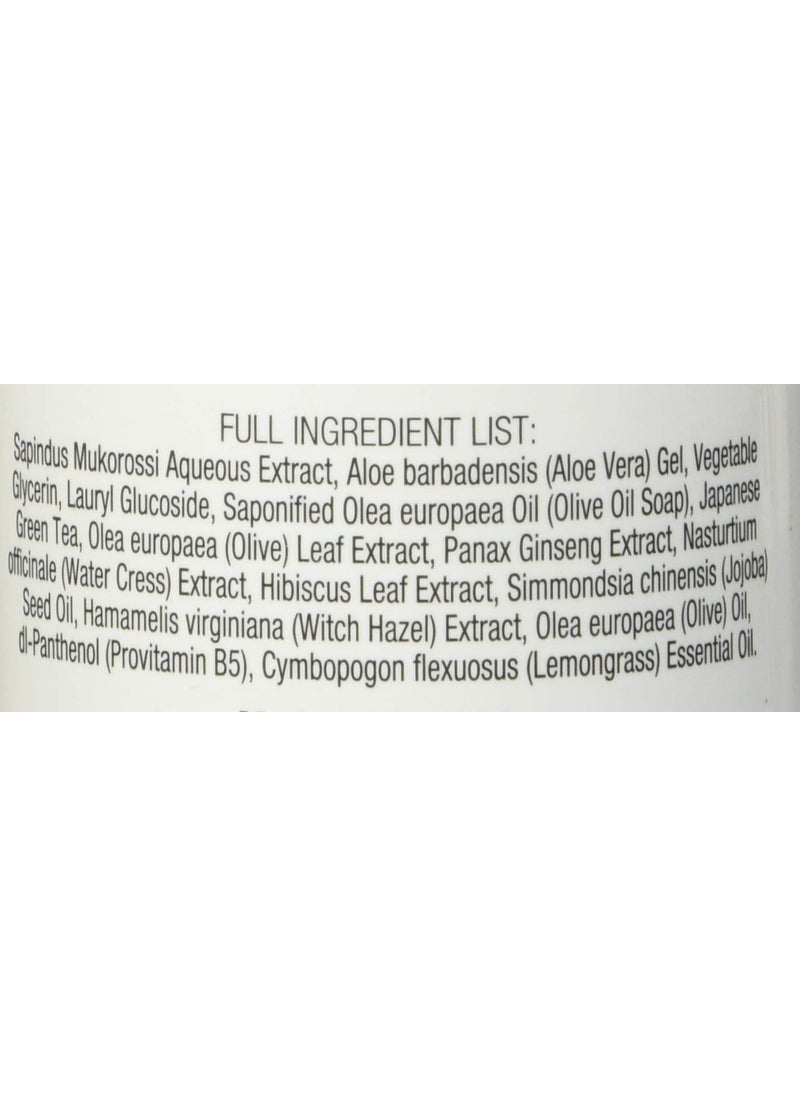 FULL INGREDIENT LIST:
Sapindus Mukorossi Aqueous Extract, Aloe barbadensis (Aloe Vera) Gel, Vegetable
Glycerin, Lauryl Glucoside, Saponified Olea europaea Oil (Olive Oil Soap), Japanese
Green Tea, Olea europaea (Olive) Leaf Extract, Panax Ginseng Extract, Nasturtium
officinale (Water Cress) Extract, Hibiscus Leaf Extract, Simmondsia chinensis (Jojoba)
Seed Oil, Hamamelis virginiana (Witch Hazel) Extract, Olea europaea (Olive) Oil,
dl-Panthenol (Provitamin B5), Cymbopogon flexuosus (Lemongrass) Essential Oil.